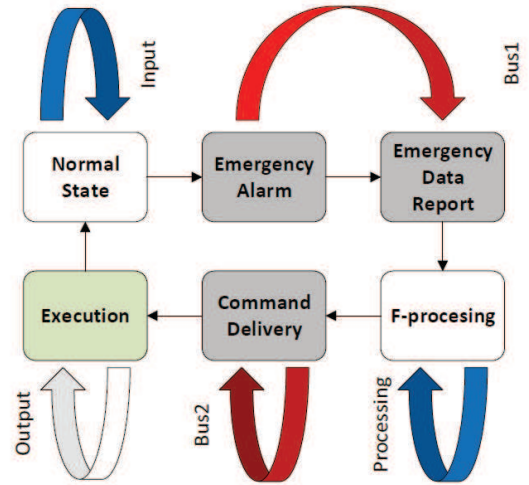 Input
Bus1
Normal
State
Emergency
Alarm
Emergency
Data
Report
Execution
Command
Delivery
F-procesing
Output
Bus2
Processing